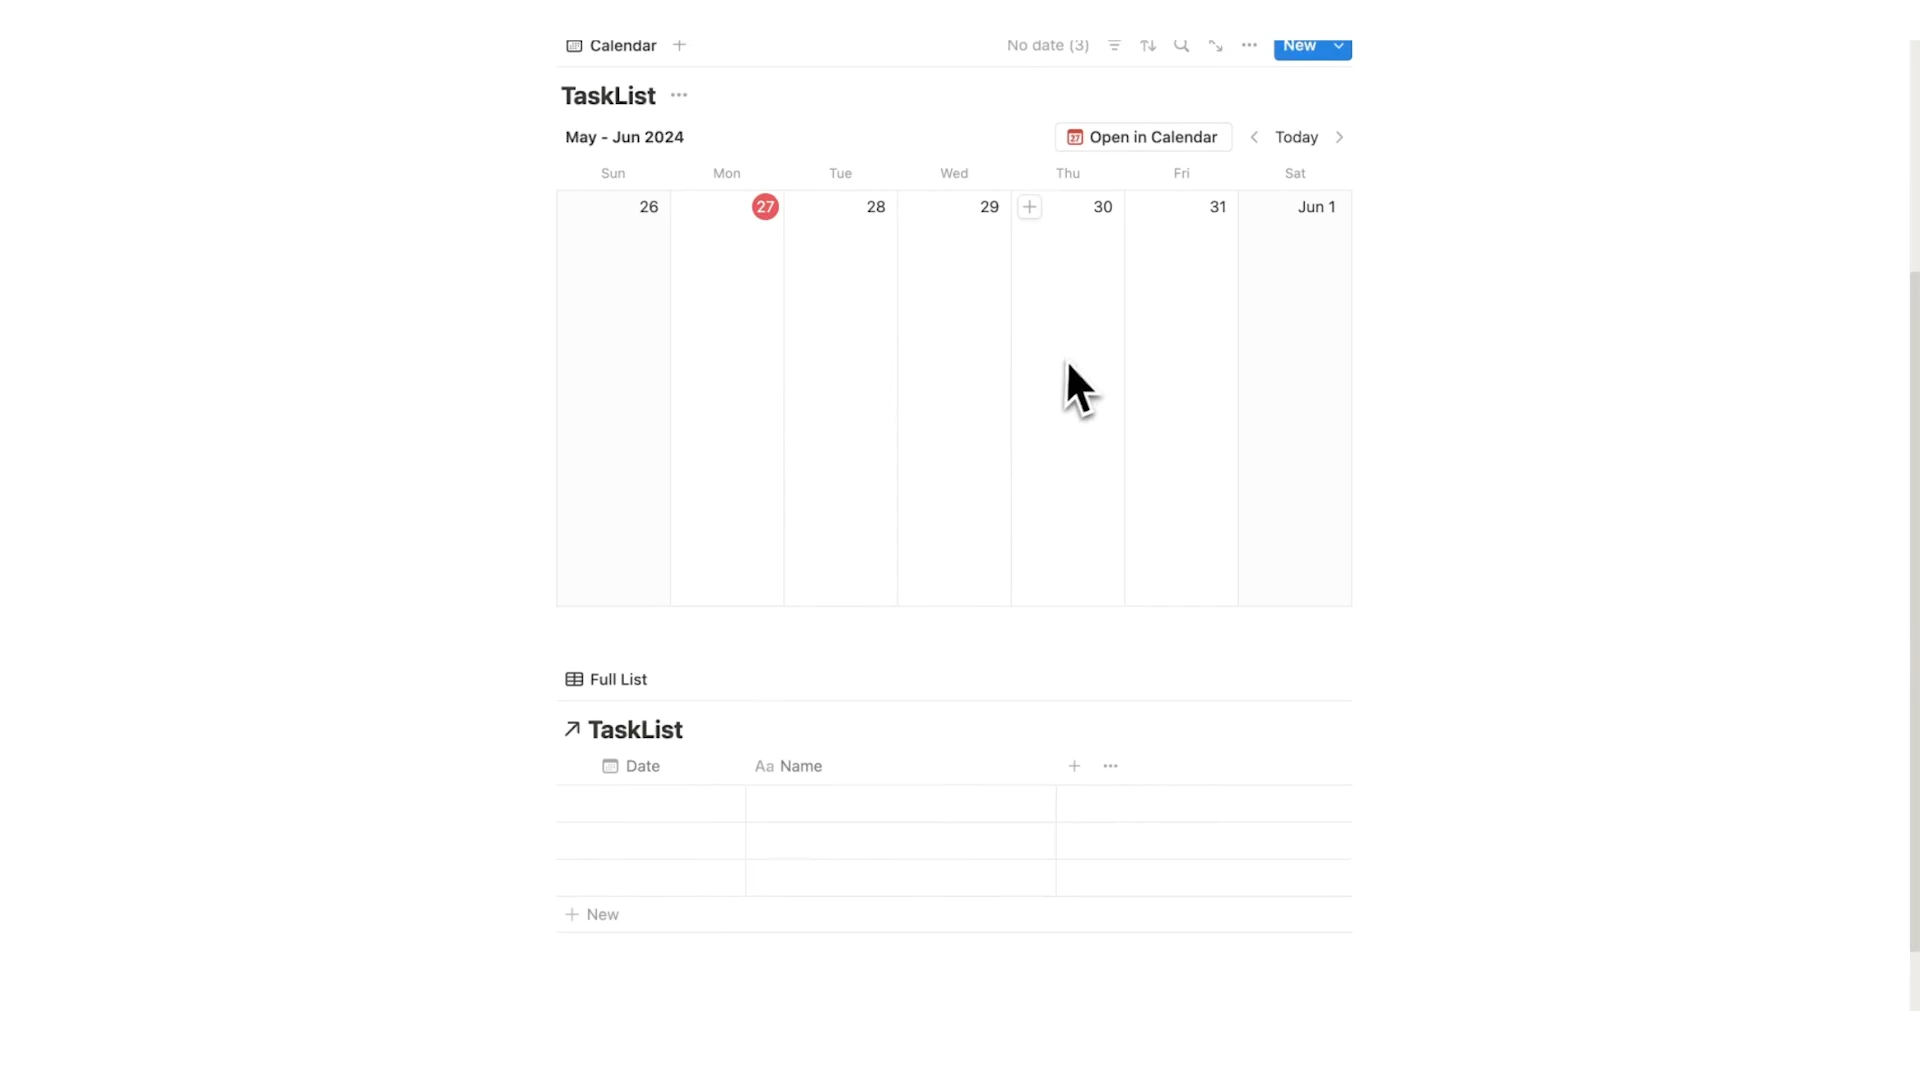 Calendar No date (3) New
TaskList
May - Jun 2024 27 Open in Calendar Today
Sun Mon Tue Wed Thu Fri Sat
26 27 28 29 30 31 Jun 1
Full List
TaskList
Date Aa Name
New